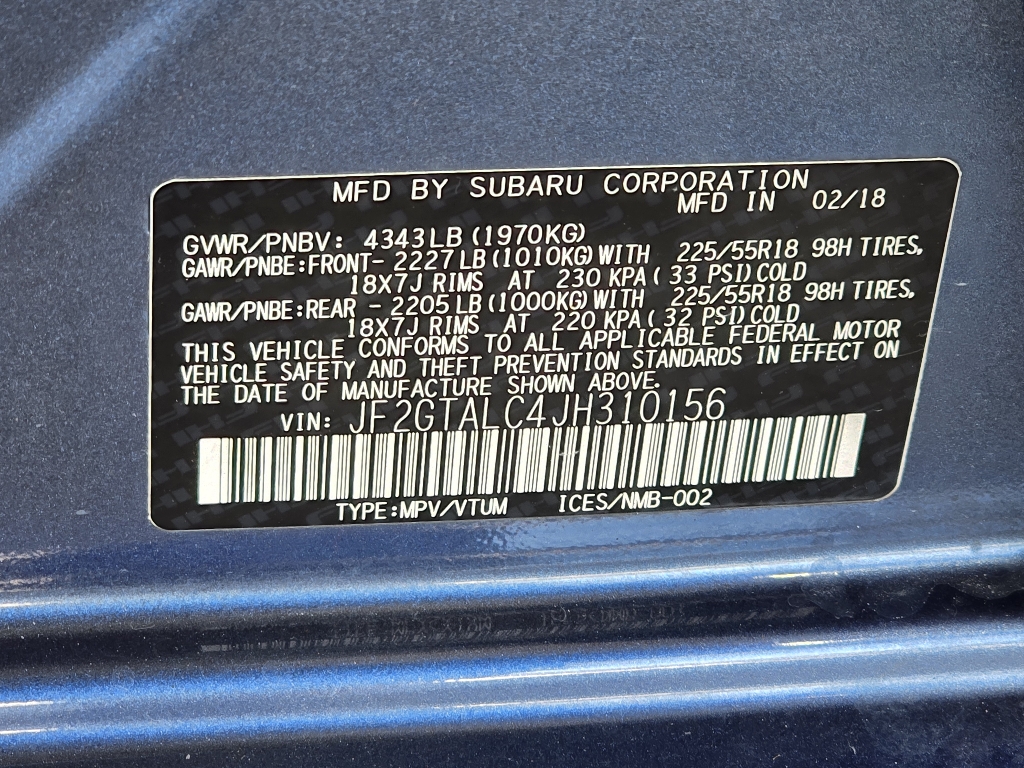 MFD BY SUBARU CORPORATION
MFD IN 02/18
GVWR/PNBV: 4343LB (1970KG)
GAWR/PNBE:FRONT- 2227LB (1010KG) WITH 225/55R18 98H TIRES,
18X7J RIMS AT 230 KPA( 33 PSI) COLD
GAWR/PNBE:REAR - 2205LB (1000KG) WITH 225/55R18 98H TIRES,
18X7J RIMS AT 220 KPA( 32 PSI) COLD
THIS VEHICLE CONFORMS TO ALL APPLICABLE FEDERAL MOTOR
VEHICLE SAFETY AND THEFT PREVENTION STANDARDS IN EFFECT ON
THE DATE OF MANUFACTURE SHOWN ABOVE.
VIN: JF2GTALC4JH310156
TYPE:MPV/VTUM ICES/NMB-002